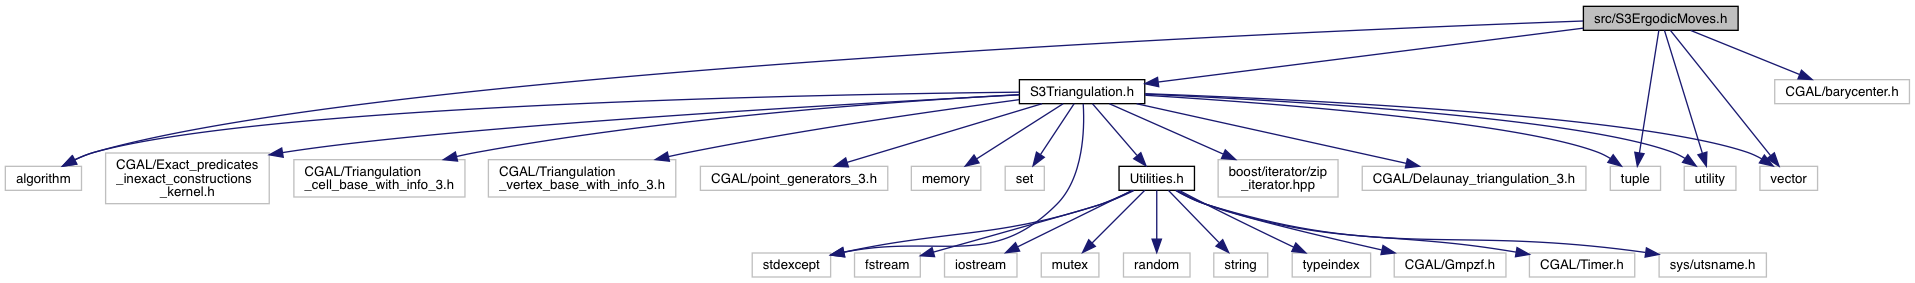 src/S3ErgodicMoves.h
S3Triangulation.h
CGAL/barycenter.h
algorithm
CGAL/Exact_predicates
_inexact_constructions
_kernel.h
CGAL/Triangulation
_cell_base_with_info_3.h
CGAL/Triangulation
_vertex_base_with_info_3.h
CGAL/point_generators_3.h
memory
set
Utilities.h
boost/iterator/zip
_iterator.hpp
CGAL/Delaunay_triangulation_3.h
tuple
utility
vector
stdexcept
fstream
iostream
mutex
random
string
typeindex
CGAL/Gmpzf.h
CGAL/Timer.h
sys/utsname.h